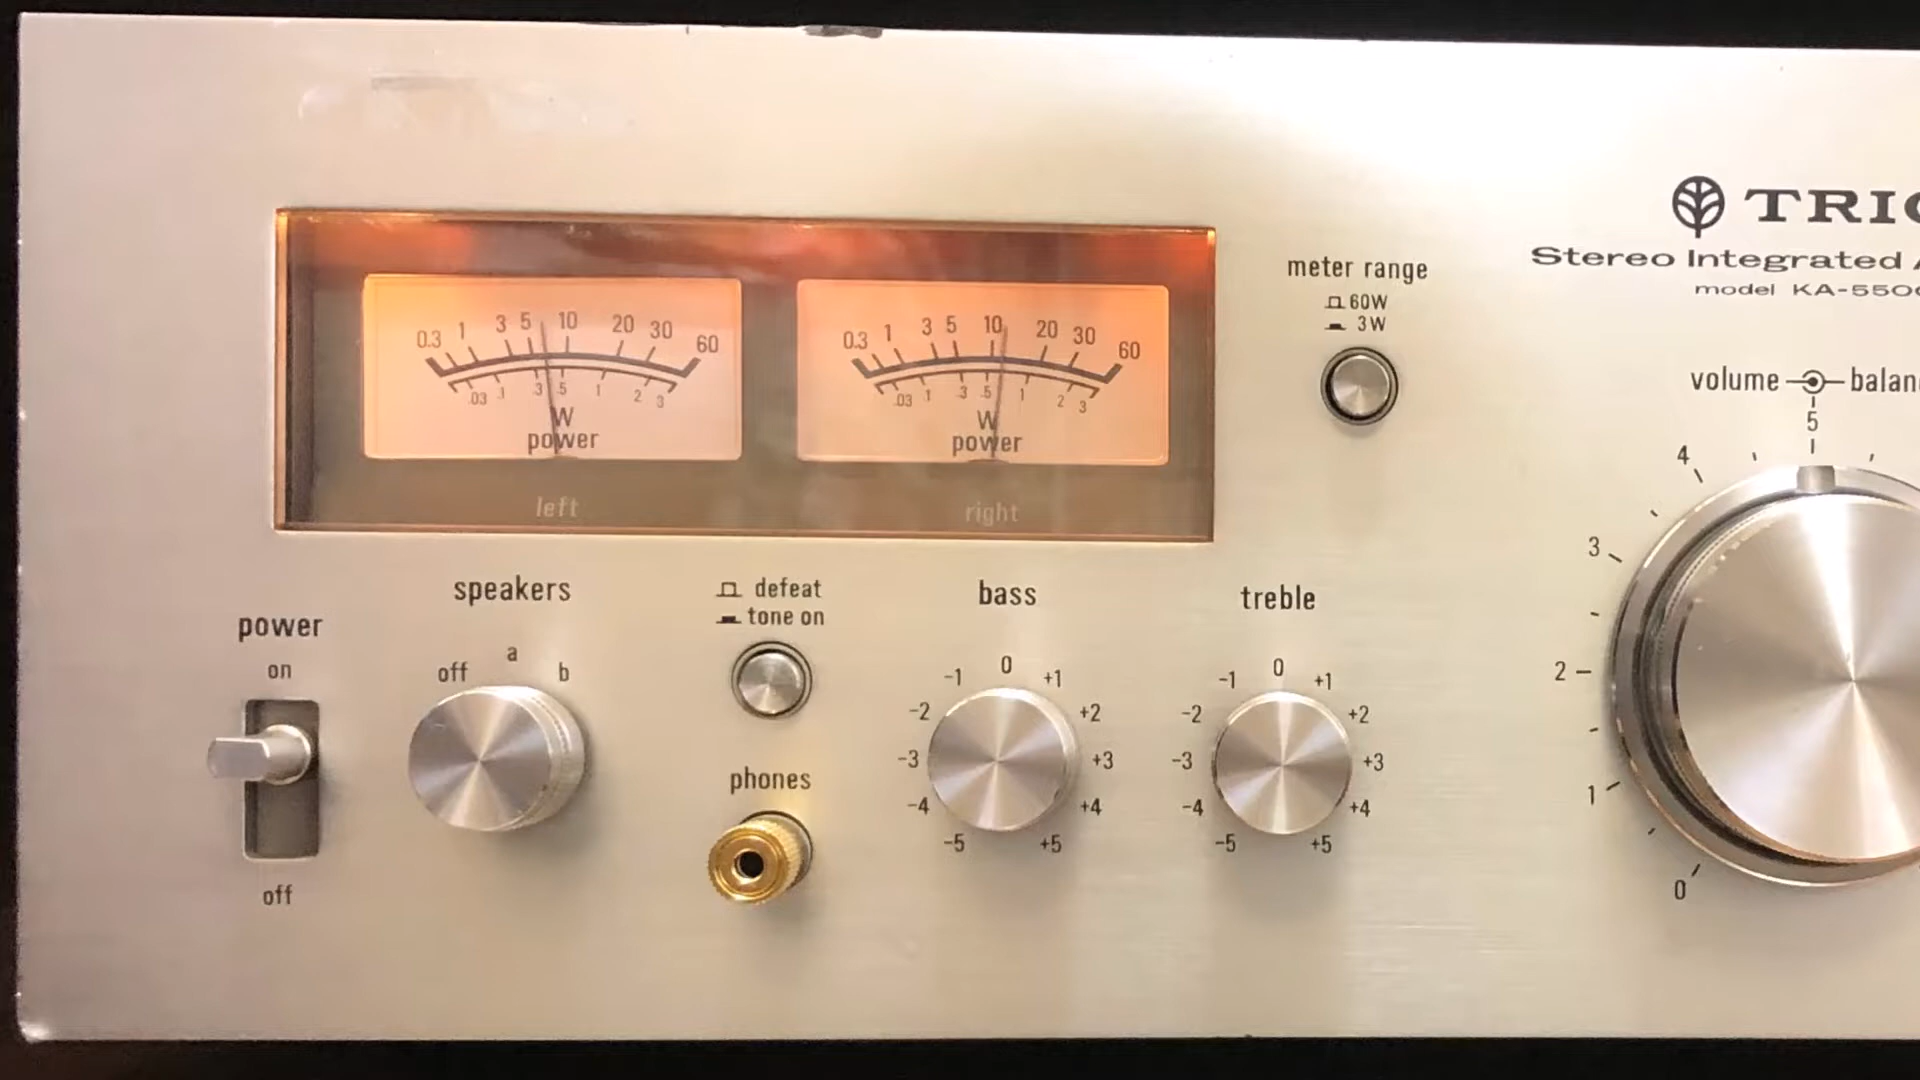 TRIO
Stereo Integrated
model KA-550
meter range
60W
3W
0.3 1 3 5 10 20 30 60
.03 .1 .3 .5 1 2 3
W
power
left
0.3 1 3 5 10 20 30 60
.03 .1 .3 .5 1 2 3
W
power
right
volume
balan
5
4
3
2
1
0
power
on
off
speakers
off a b
defeat
tone on
phones
bass
-5 -4 -3 -2 -1 0 +1 +2 +3 +4 +5
treble
-5 -4 -3 -2 -1 0 +1 +2 +3 +4 +5